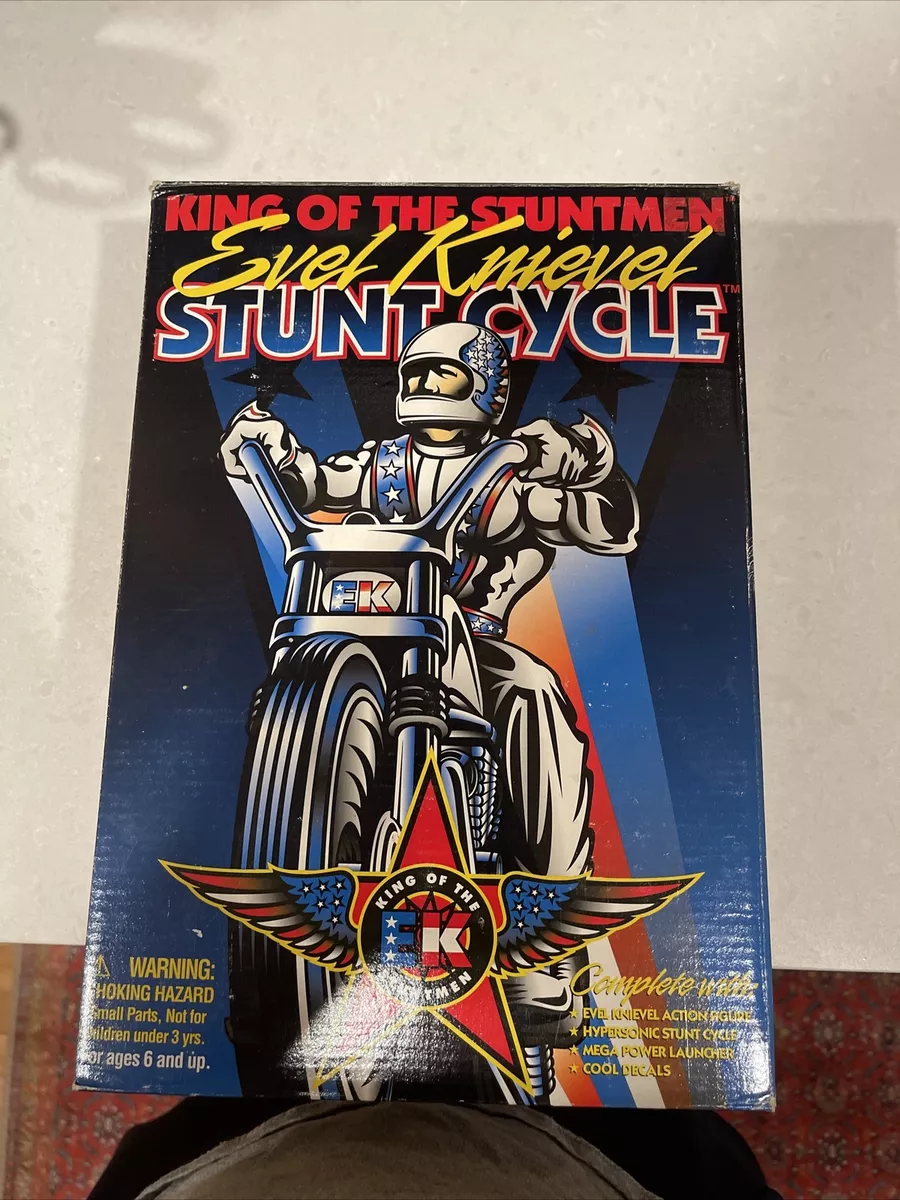 KING OF THE STUNTMEN™
Evel Knievel
STUNT CYCLE™
EK
KING OF THE
EK
STUNTMEN
⚠ WARNING:
CHOKING HAZARD
Small Parts, Not for
children under 3 yrs.
For ages 6 and up.
Complete with:
★ EVEL KNIEVEL ACTION FIGURE
★ HYPERSONIC STUNT CYCLE
★ MEGA POWER LAUNCHER
★ COOL DECALS